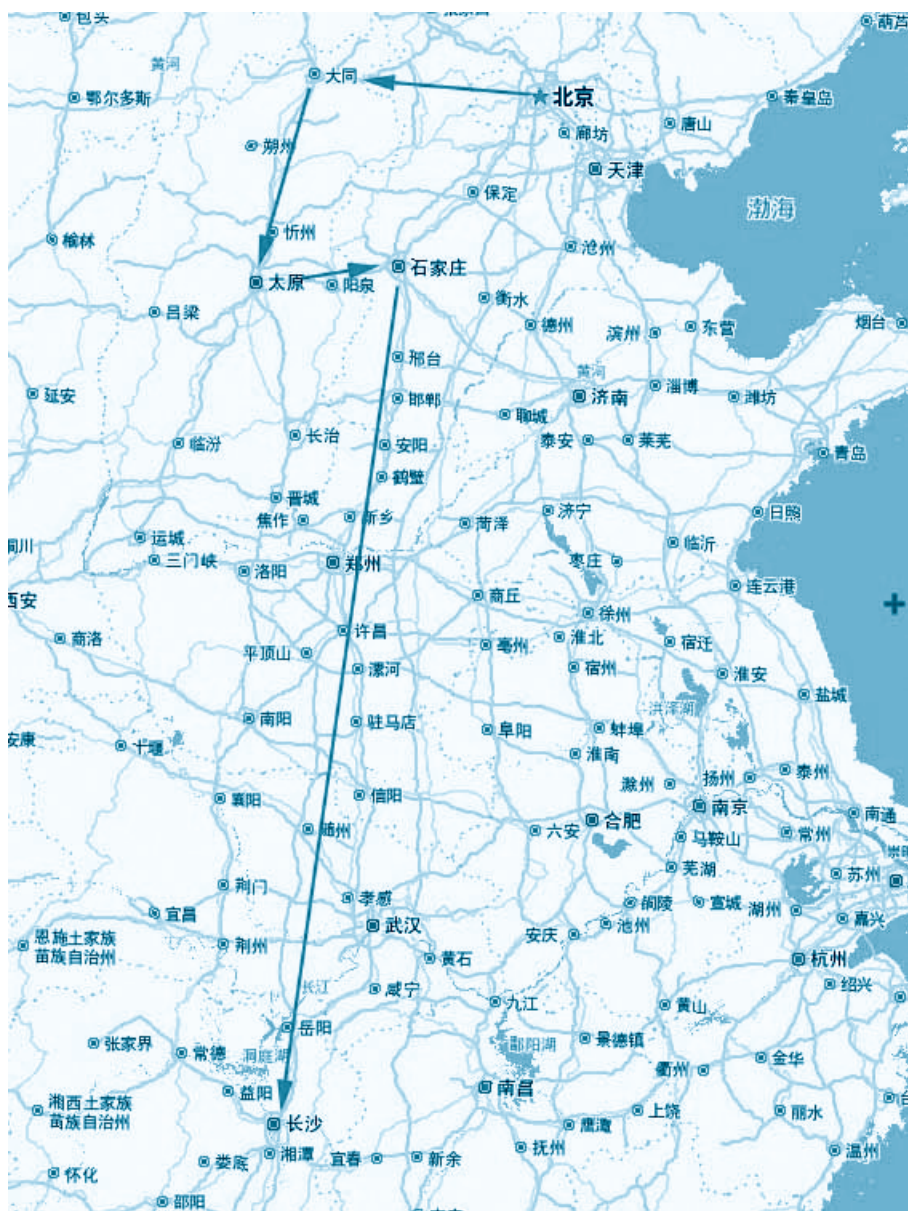 包头
张家口
葫芦
黄河
大同
鄂尔多斯
北京
秦皇岛
朔州
廊坊
唐山
天津
保定
渤海
榆林
忻州
沧州
太原
阳泉
石家庄
吕梁
衡水
德州
滨州
东营
烟台
邢台
黄河
延安
邯郸
聊城
济南
淄博
潍坊
临汾
长治
安阳
泰安
莱芜
青岛
鹤壁
晋城
焦作
新乡
菏泽
济宁
日照
铜川
运城
三门峡
洛阳
郑州
枣庄
临沂
西安
商丘
徐州
连云港
商洛
平顶山
许昌
亳州
淮北
宿迁
漯河
宿州
淮安
洪泽湖
盐城
安康
十堰
南阳
驻马店
阜阳
蚌埠
淮南
滁州
扬州
泰州
襄阳
信阳
南京
南通
随州
六安
合肥
马鞍山
常州
崇明
荆门
孝感
芜湖
苏州
宜昌
武汉
铜陵
宣城
湖州
嘉兴
恩施土家族
苗族自治州
荆州
黄石
安庆
池州
杭州
长江
咸宁
九江
黄山
绍兴
张家界
常德
岳阳
洞庭湖
鄱阳湖
景德镇
衢州
金华
益阳
南昌
湘西土家族
苗族自治州
长沙
鹰潭
上饶
丽水
台
怀化
娄底
湘潭
宜春
新余
抚州
温州
邵阳